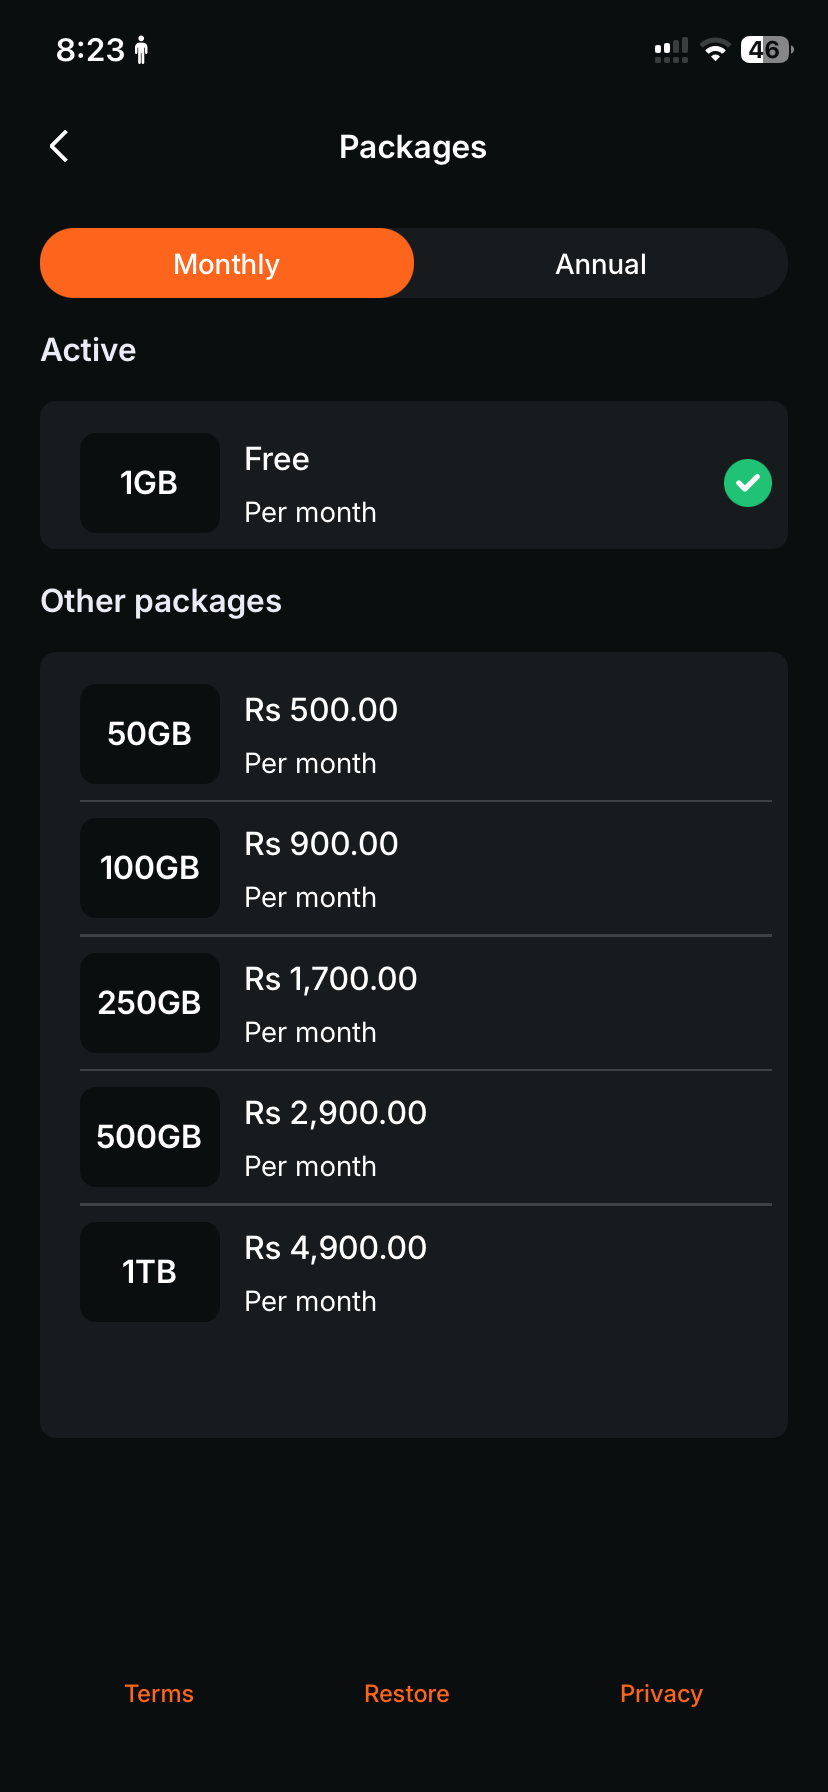 8:23
46
Packages
Monthly
Annual
Active
1GB
Free
Per month
Other packages
50GB
Rs 500.00
Per month
100GB
Rs 900.00
Per month
250GB
Rs 1,700.00
Per month
500GB
Rs 2,900.00
Per month
1TB
Rs 4,900.00
Per month
Terms
Restore
Privacy